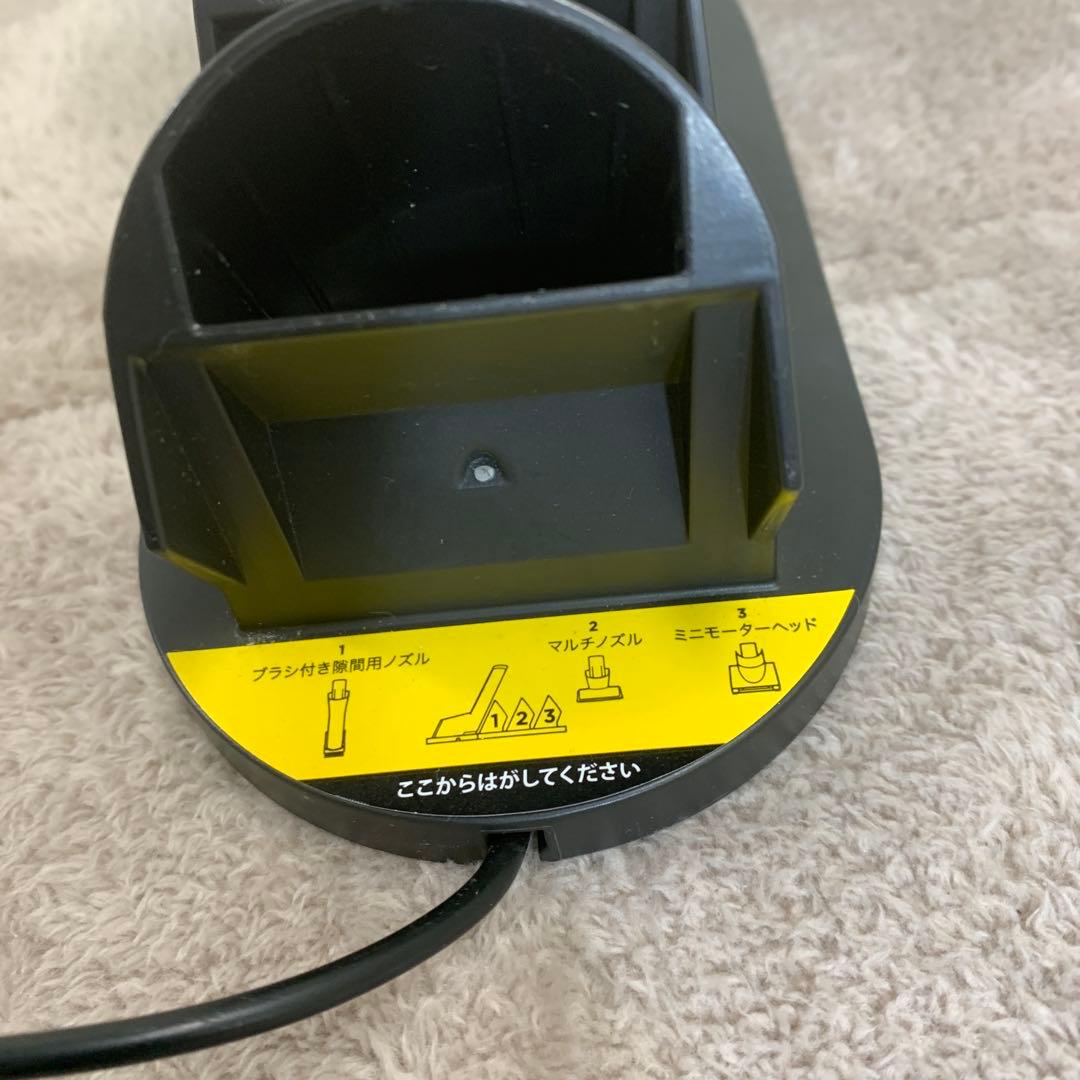 1
ブラシ付き隙間用ノズル
2
マルチノズル
3
ミニモーターヘッド
1 2 3
ここからはがしてください